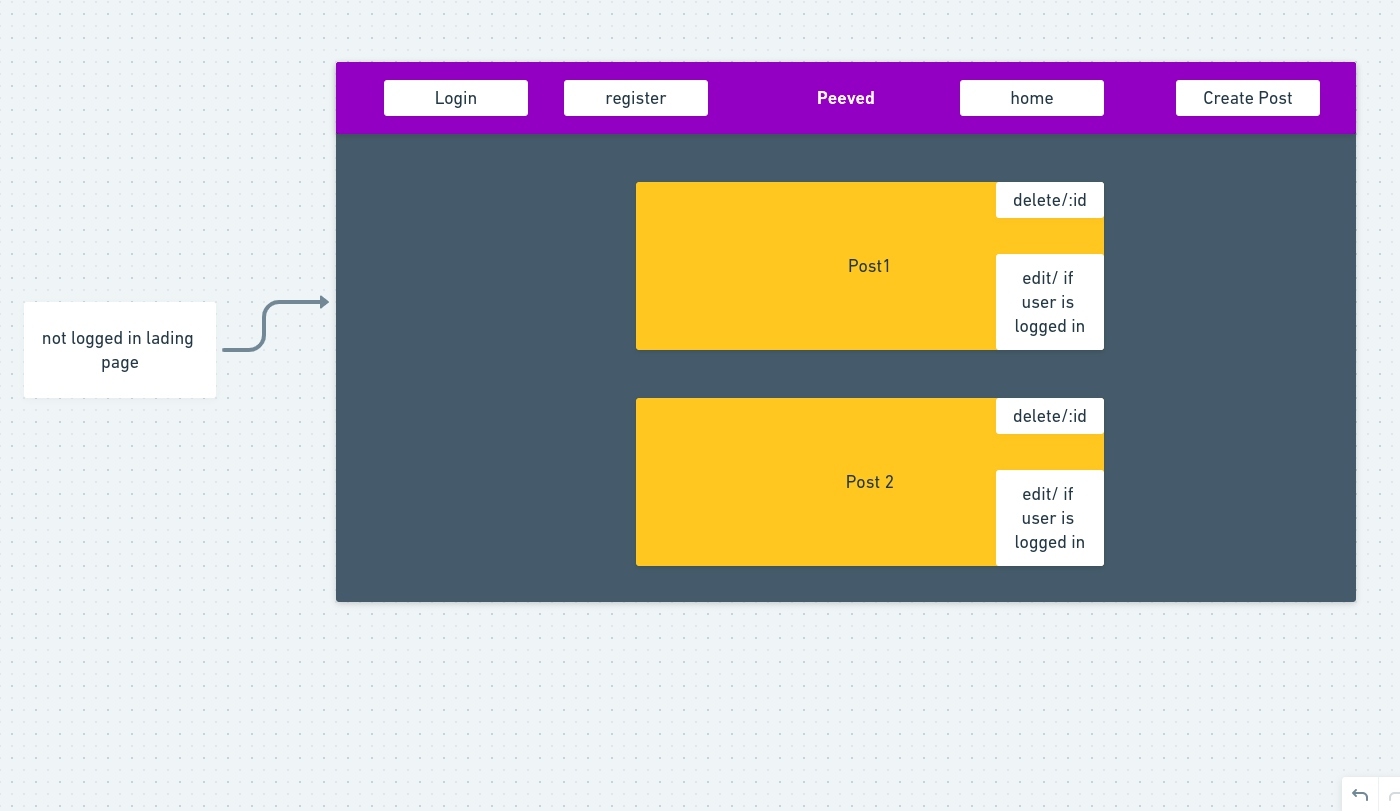 Login
register
Peeved
home
Create Post
delete/:id
Post1
edit/ if
user is
logged in
not logged in lading
page
delete/:id
Post 2
edit/ if
user is
logged in